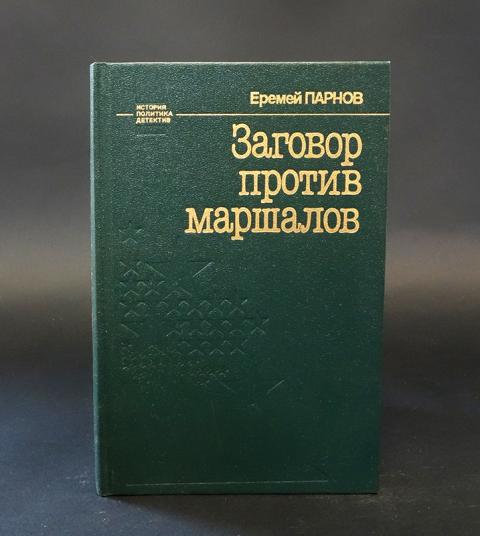 Еремей ПАРНОВ
ИСТОРИЯ
ПОЛИТИКА
ДЕТЕКТИВ
Заговор
против
маршалов